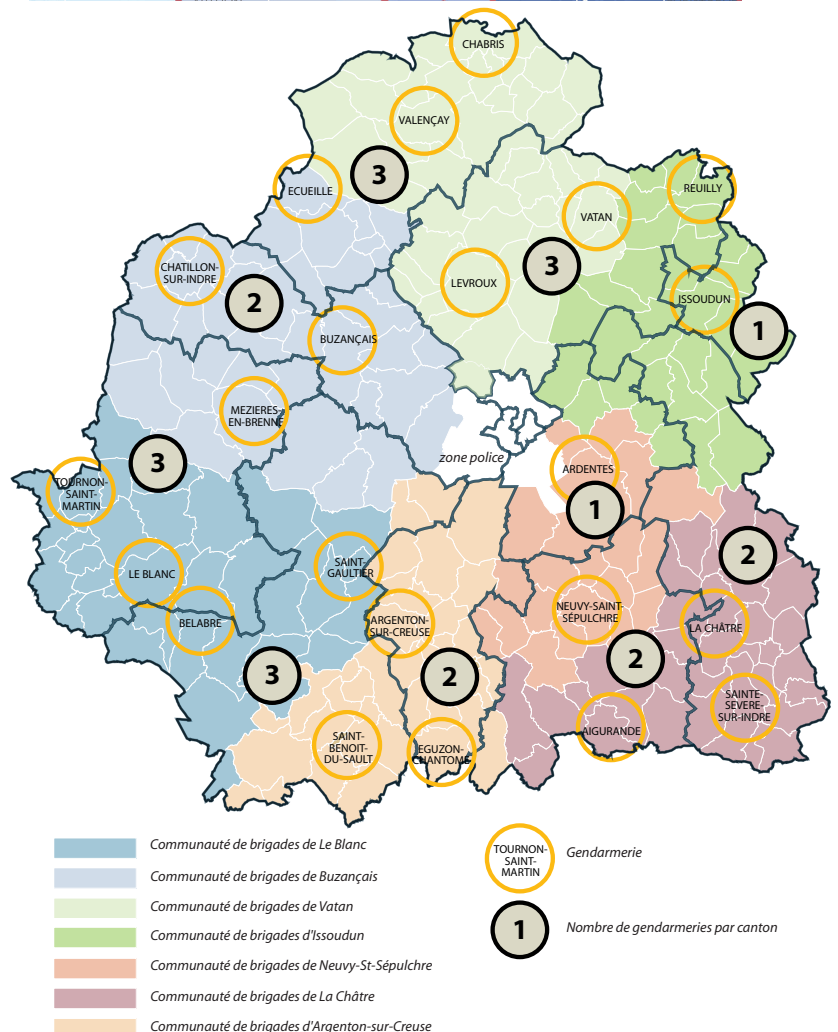 CHABRIS
VALENÇAY
3
ECUEILLE
REUILLY
VATAN
CHATILLON-
SUR-INDRE
3
LEVROUX
2
ISSOUDUN
1
BUZANÇAIS
MEZIERES-
EN-BRENNE
zone police
3
ARDENTES
TOURNON-
SAINT-
MARTIN
1
2
LE BLANC
SAINT-
GAULTIER
NEUVY-SAINT-
SÉPULCHRE
BELABRE
ARGENTON-
SUR-CREUSE
LA CHÂTRE
2
3
2
SAINTE
SEVERE-
SUR-INDRE
AIGURANDE
SAINT-
BENOIT-
DU-SAULT
EGUZON-
CHANTOME
Communauté de brigades de Le Blanc
Communauté de brigades de Buzançais
Communauté de brigades de Vatan
Communauté de brigades d'Issoudun
Communauté de brigades de Neuvy-St-Sépulchre
Communauté de brigades de La Châtre
Communauté de brigades d'Argenton-sur-Creuse
TOURNON-
SAINT-
MARTIN
Gendarmerie
1
Nombre de gendarmeries par canton